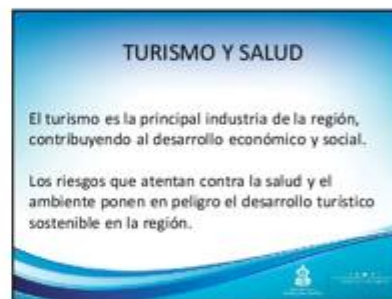 TURISMO Y SALUD
El turismo es la principal industria de la región,
contribuyendo al desarrollo económico y social.
Los riesgos que atentan contra la salud y el
ambiente ponen en peligro el desarrollo turístico
sostenible en la región.